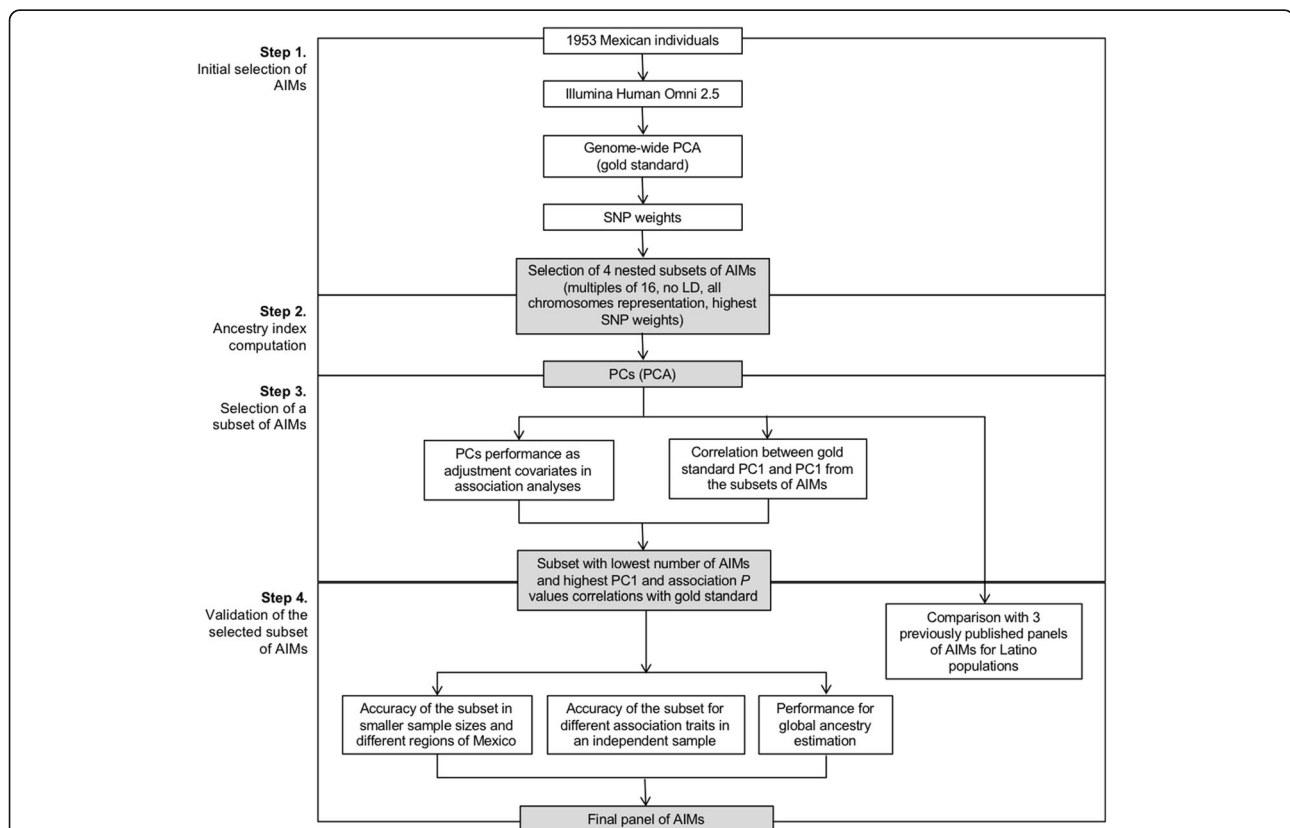 Step 1.
Initial selection of
AIMs
1953 Mexican individuals
Illumina Human Omni 2.5
Genome-wide PCA
(gold standard)
SNP weights
Selection of 4 nested subsets of AIMs
(multiples of 16, no LD, all
chromosomes representation, highest
SNP weights)
Step 2.
Ancestry index
computation
PCs (PCA)
Step 3.
Selection of a
subset of AIMs
PCs performance as
adjustment covariates in
association analyses
Correlation between gold
standard PC1 and PC1 from
the subsets of AIMs
Subset with lowest number of AIMs
and highest PC1 and association P
values correlations with gold standard
Step 4.
Validation of the
selected subset
of AIMs
Comparison with 3
previously published panels
of AIMs for Latino
populations
Accuracy of the subset in
smaller sample sizes and
different regions of Mexico
Accuracy of the subset for
different association traits in
an independent sample
Performance for
global ancestry
estimation
Final panel of AIMs